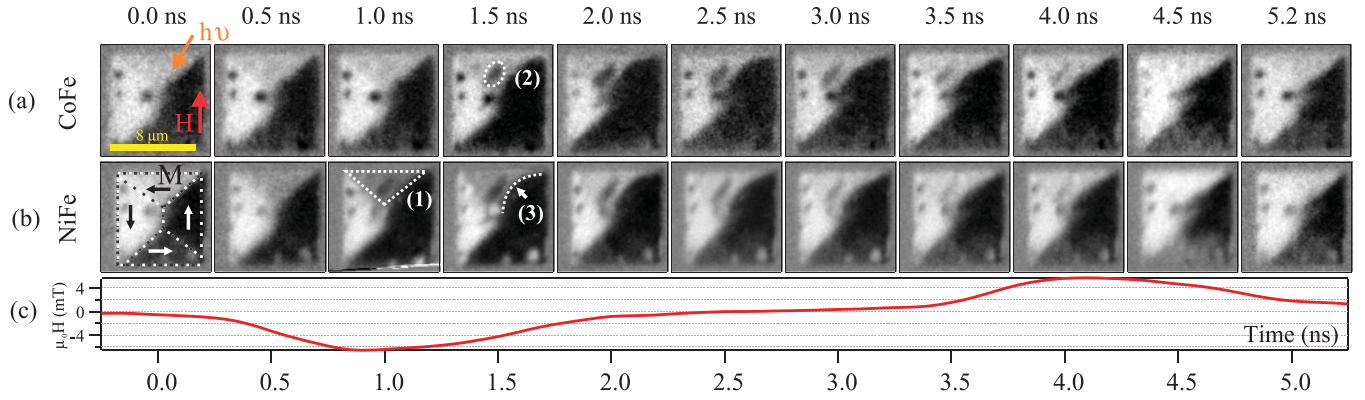 0.0 ns 0.5 ns 1.0 ns 1.5 ns 2.0 ns 2.5 ns 3.0 ns 3.5 ns 4.0 ns 4.5 ns 5.2 ns
hυ
(a) CoFe H (2)
8 μm
M
(b) NiFe (1) (3)
(c) μ₀H (mT) 4 0 -4
Time (ns)
0.0 0.5 1.0 1.5 2.0 2.5 3.0 3.5 4.0 4.5 5.0